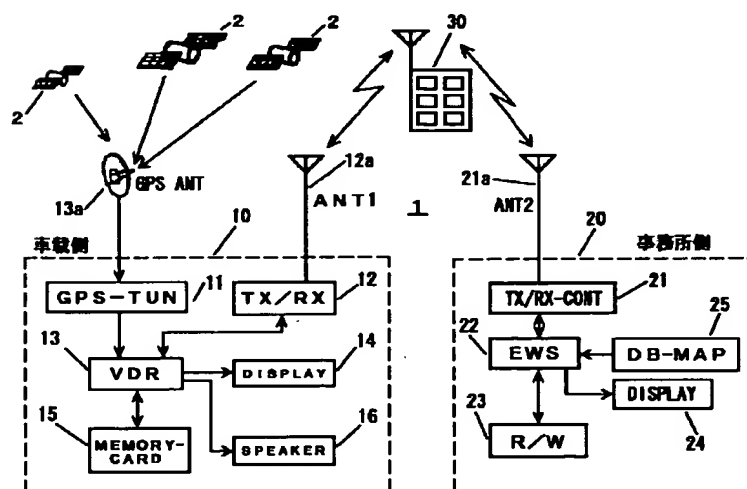 2
2
2
30
12a
21a
GPS ANT
13a
ANT1
1
ANT2
10
20
車載側
事務所側
GPS-TUN
11
TX/RX
12
TX/RX-CONT
21
13
VDR
DISPLAY
14
22
EWS
DB-MAP
25
15
MEMORY-
CARD
SPEAKER
16
23
R/W
DISPLAY
24